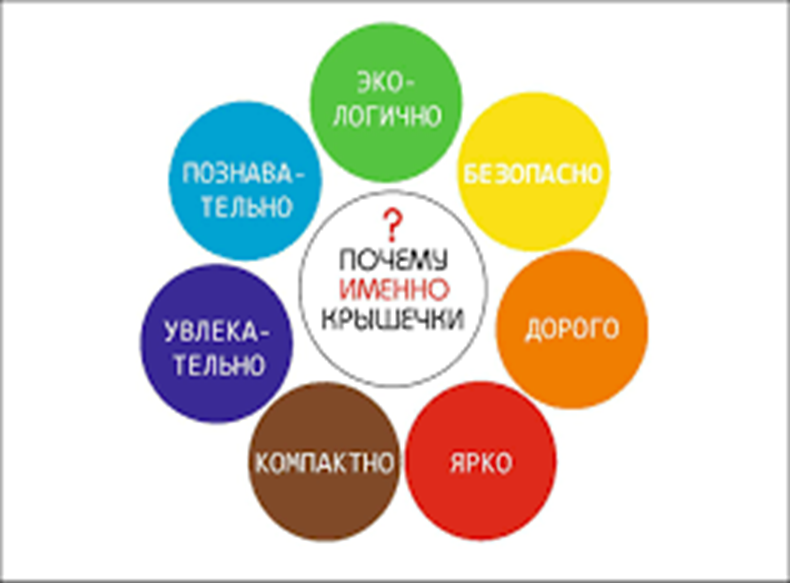 ЭКО-
ЛОГИЧНО
БЕЗОПАСНО
ДОРОГО
ЯРКО
КОМПАКТНО
УВЛЕКА-
ТЕЛЬНО
ПОЗНАВА-
ТЕЛЬНО
?
ПОЧЕМУ
ИМЕННО
КРЫШЕЧКИ